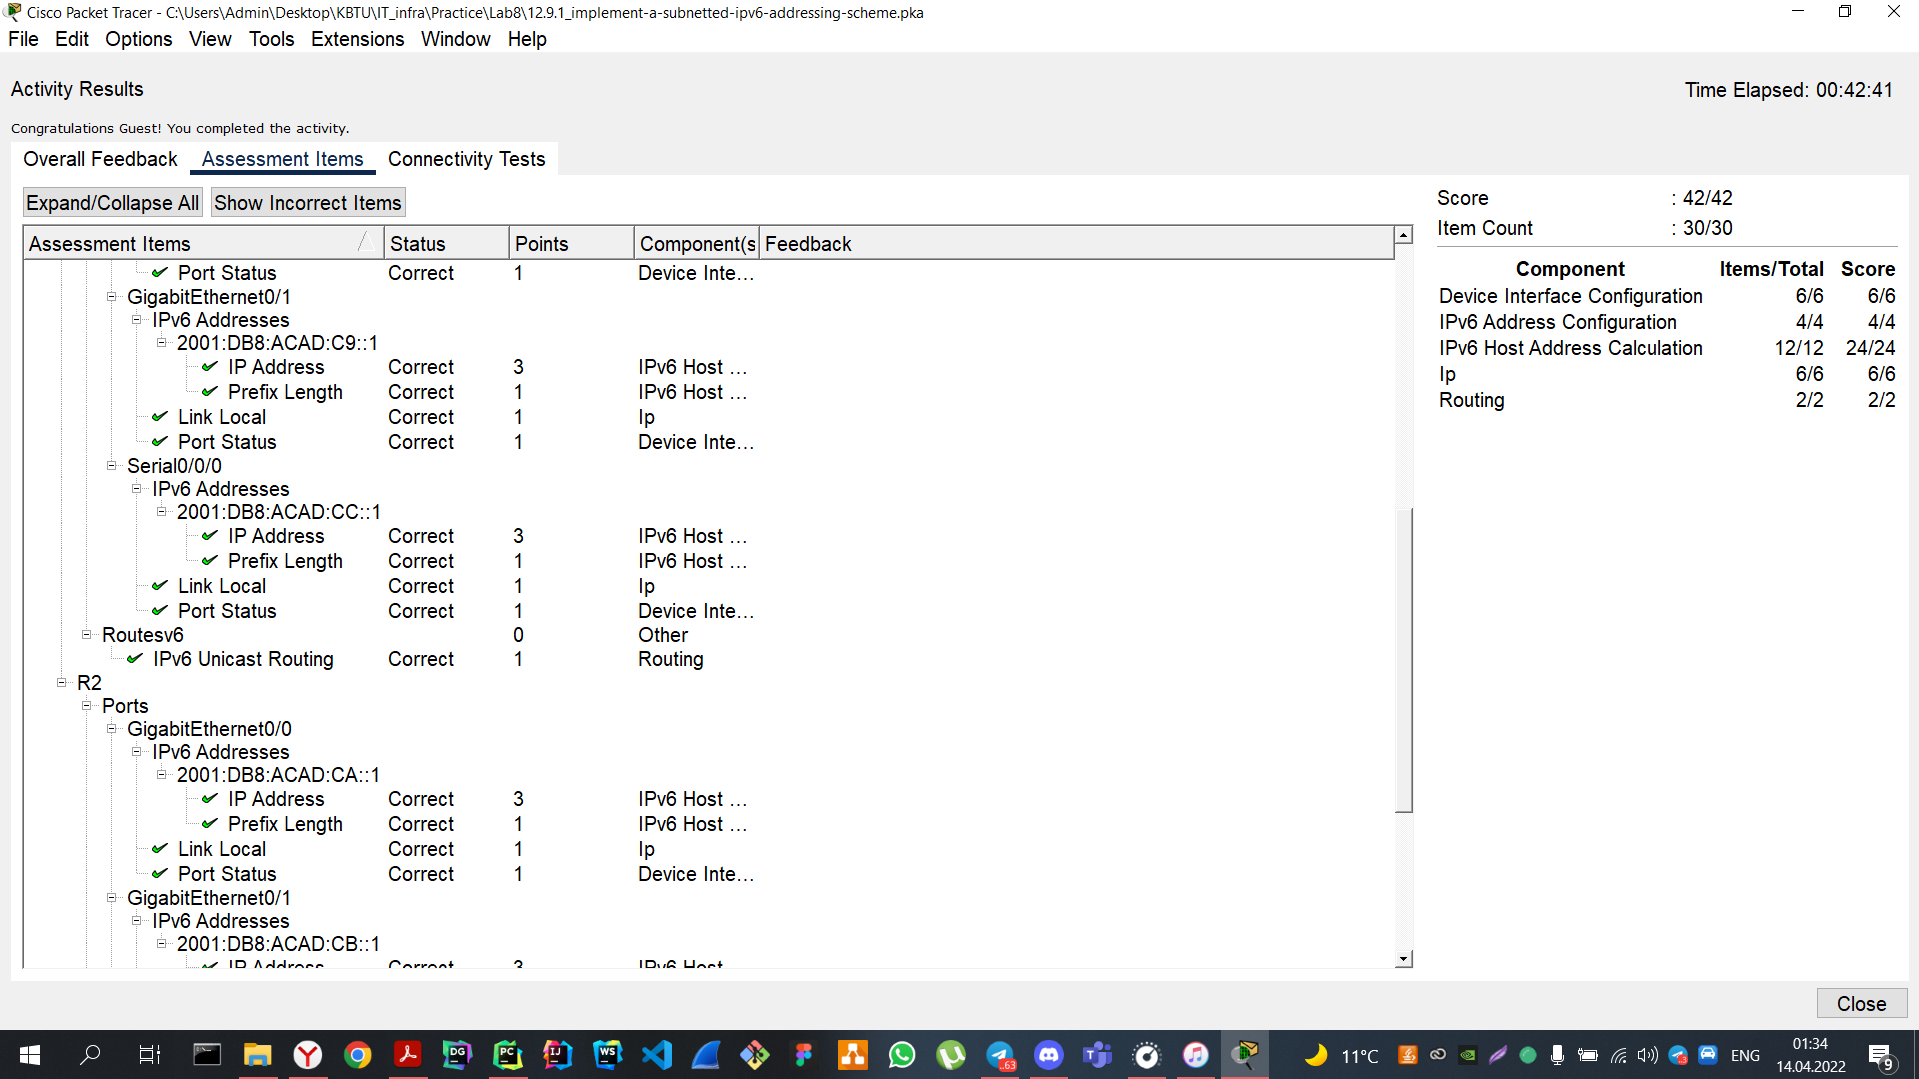 Cisco Packet Tracer - C:\Users\Admin\Desktop\KBTU\IT_infra\Practice\Lab8\12.9.1_implement-a-subnetted-ipv6-addressing-scheme.pka
File Edit Options View Tools Extensions Window Help
Activity Results
Time Elapsed: 00:42:41
Congratulations Guest! You completed the activity.
Overall Feedback Assessment Items Connectivity Tests
Expand/Collapse All Show Incorrect Items
Assessment Items Status Points Component(s Feedback
Port Status Correct 1 Device Inte...
GigabitEthernet0/1
IPv6 Addresses
2001:DB8:ACAD:C9::1
IP Address Correct 3 IPv6 Host ...
Prefix Length Correct 1 IPv6 Host ...
Link Local Correct 1 Ip
Port Status Correct 1 Device Inte...
Serial0/0/0
IPv6 Addresses
2001:DB8:ACAD:CC::1
IP Address Correct 3 IPv6 Host ...
Prefix Length Correct 1 IPv6 Host ...
Link Local Correct 1 Ip
Port Status Correct 1 Device Inte...
Routesv6 0 Other
IPv6 Unicast Routing Correct 1 Routing
R2
Ports
GigabitEthernet0/0
IPv6 Addresses
2001:DB8:ACAD:CA::1
IP Address Correct 3 IPv6 Host ...
Prefix Length Correct 1 IPv6 Host ...
Link Local Correct 1 Ip
Port Status Correct 1 Device Inte...
GigabitEthernet0/1
IPv6 Addresses
2001:DB8:ACAD:CB::1
IP Address Correct 3 IPv6 Host
Score : 42/42
Item Count : 30/30
Component Items/Total Score
Device Interface Configuration 6/6 6/6
IPv6 Address Configuration 4/4 4/4
IPv6 Host Address Calculation 12/12 24/24
Ip 6/6 6/6
Routing 2/2 2/2
Close
DG PC IJ WS 63 11°C ENG 01:34
14.04.2022
9